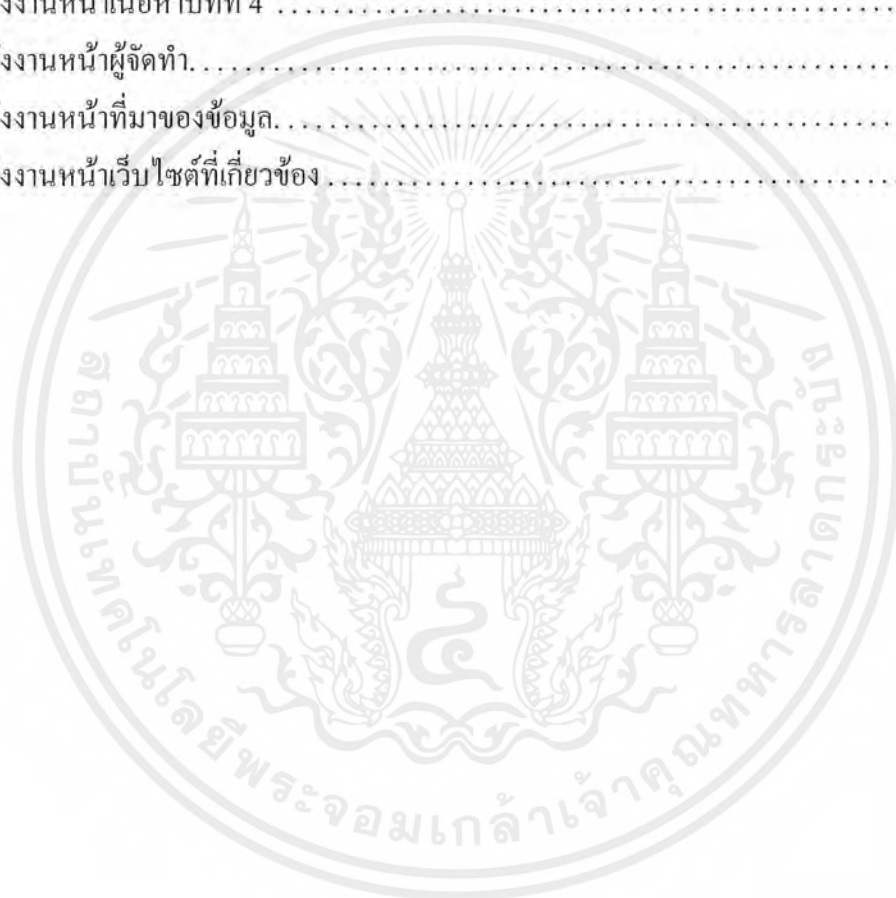 งงานหน้าเนื้อหาบทที่ 4 . . . . . . . . . . . . . . . . . . . . . . . . . . . . . . . . . . . . . . . . . . . . . . . . . . . . . . .
งงานหน้าผู้จัดทำ. . . . . . . . . . . . . . . . . . . . . . . . . . . . . . . . . . . . . . . . . . . . . . . . . . . . . . . . . . . . .
งงานหน้าที่มาของข้อมูล. . . . . . . . . . . . . . . . . . . . . . . . . . . . . . . . . . . . . . . . . . . . . . . . . . . . . . .
งงานหน้าเว็บไซต์ที่เกี่ยวข้อง . . . . . . . . . . . . . . . . . . . . . . . . . . . . . . . . . . . . . . . . . . . . . . . . . . .
สถาบันเทคโนโลยีพระจอมเกล้าเจ้าคุณทหารลาดกระบัง